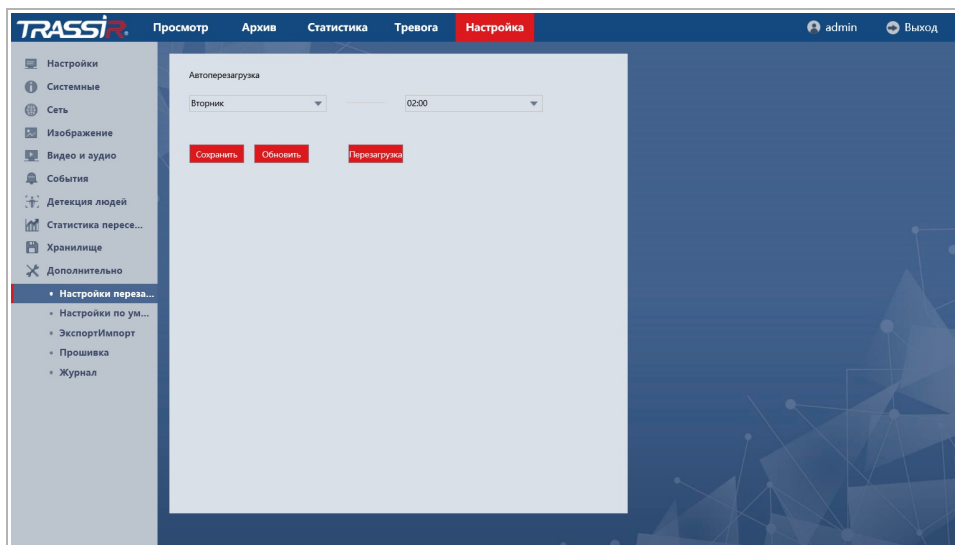 TRASSIR
Просмотр Архив Статистика Тревога Настройка admin Выход
Настройки
Системные
Сеть
Изображение
Видео и аудио
События
Детекция людей
Статистика пересе...
Хранилище
Дополнительно
Настройки переза...
Настройки по ум...
ЭкспортИмпорт
Прошивка
Журнал
Автоперезагрузка
Вторник 02:00
Сохранить Обновить Перезагрузка